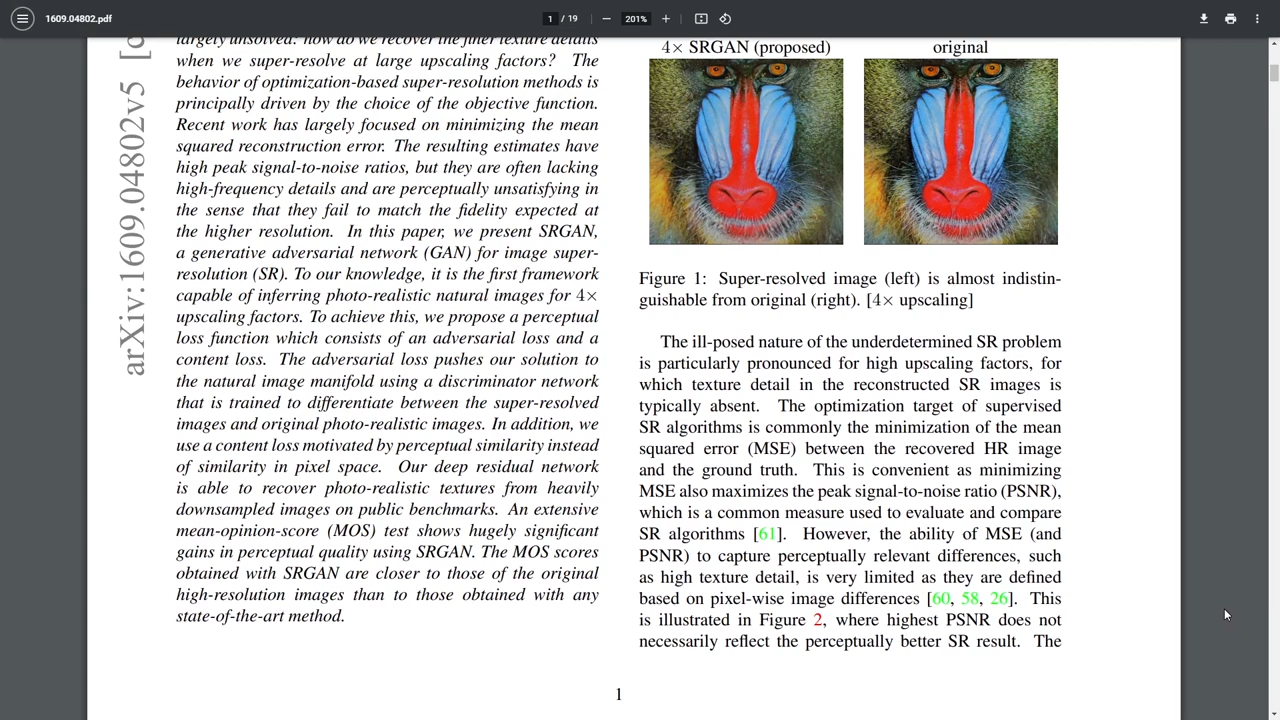 1609.04802.pdf
1 / 19
201%
arXiv:1609.04802v5
largely unsolved: how do we recover the finer texture details
when we super-resolve at large upscaling factors? The
behavior of optimization-based super-resolution methods is
principally driven by the choice of the objective function.
Recent work has largely focused on minimizing the mean
squared reconstruction error. The resulting estimates have
high peak signal-to-noise ratios, but they are often lacking
high-frequency details and are perceptually unsatisfying in
the sense that they fail to match the fidelity expected at
the higher resolution. In this paper, we present SRGAN,
a generative adversarial network (GAN) for image super-
resolution (SR). To our knowledge, it is the first framework
capable of inferring photo-realistic natural images for 4×
upscaling factors. To achieve this, we propose a perceptual
loss function which consists of an adversarial loss and a
content loss. The adversarial loss pushes our solution to
the natural image manifold using a discriminator network
that is trained to differentiate between the super-resolved
images and original photo-realistic images. In addition, we
use a content loss motivated by perceptual similarity instead
of similarity in pixel space. Our deep residual network
is able to recover photo-realistic textures from heavily
downsampled images on public benchmarks. An extensive
mean-opinion-score (MOS) test shows hugely significant
gains in perceptual quality using SRGAN. The MOS scores
obtained with SRGAN are closer to those of the original
high-resolution images than to those obtained with any
state-of-the-art method.
4× SRGAN (proposed)
original
Figure 1: Super-resolved image (left) is almost indistin-
guishable from original (right). [4× upscaling]
The ill-posed nature of the underdetermined SR problem
is particularly pronounced for high upscaling factors, for
which texture detail in the reconstructed SR images is
typically absent. The optimization target of supervised
SR algorithms is commonly the minimization of the mean
squared error (MSE) between the recovered HR image
and the ground truth. This is convenient as minimizing
MSE also maximizes the peak signal-to-noise ratio (PSNR),
which is a common measure used to evaluate and compare
SR algorithms [61]. However, the ability of MSE (and
PSNR) to capture perceptually relevant differences, such
as high texture detail, is very limited as they are defined
based on pixel-wise image differences [60, 58, 26]. This
is illustrated in Figure 2, where highest PSNR does not
necessarily reflect the perceptually better SR result. The
1